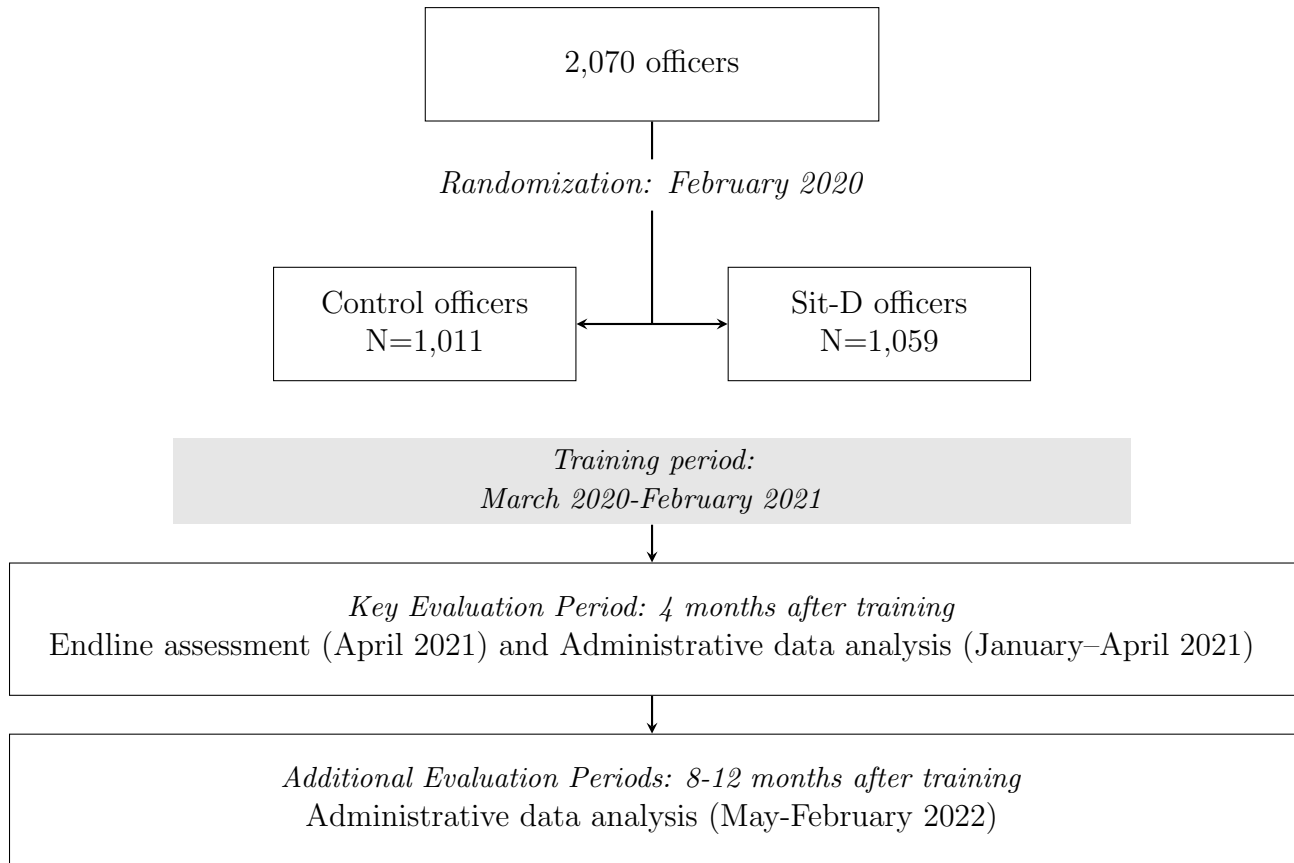 2,070 officers
Randomization: February 2020
Control officers
N=1,011
Sit-D officers
N=1,059
Training period:
March 2020-February 2021
Key Evaluation Period: 4 months after training
Endline assessment (April 2021) and Administrative data analysis (January–April 2021)
Additional Evaluation Periods: 8-12 months after training
Administrative data analysis (May-February 2022)